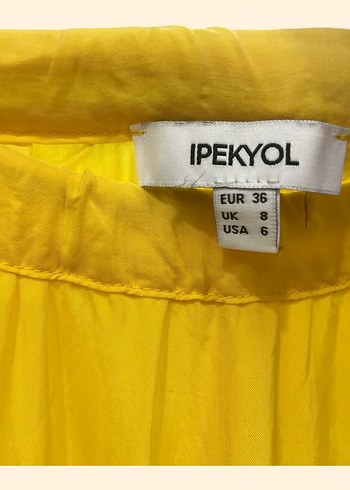 IPEKYOL
EUR 36
UK 8
USA 6